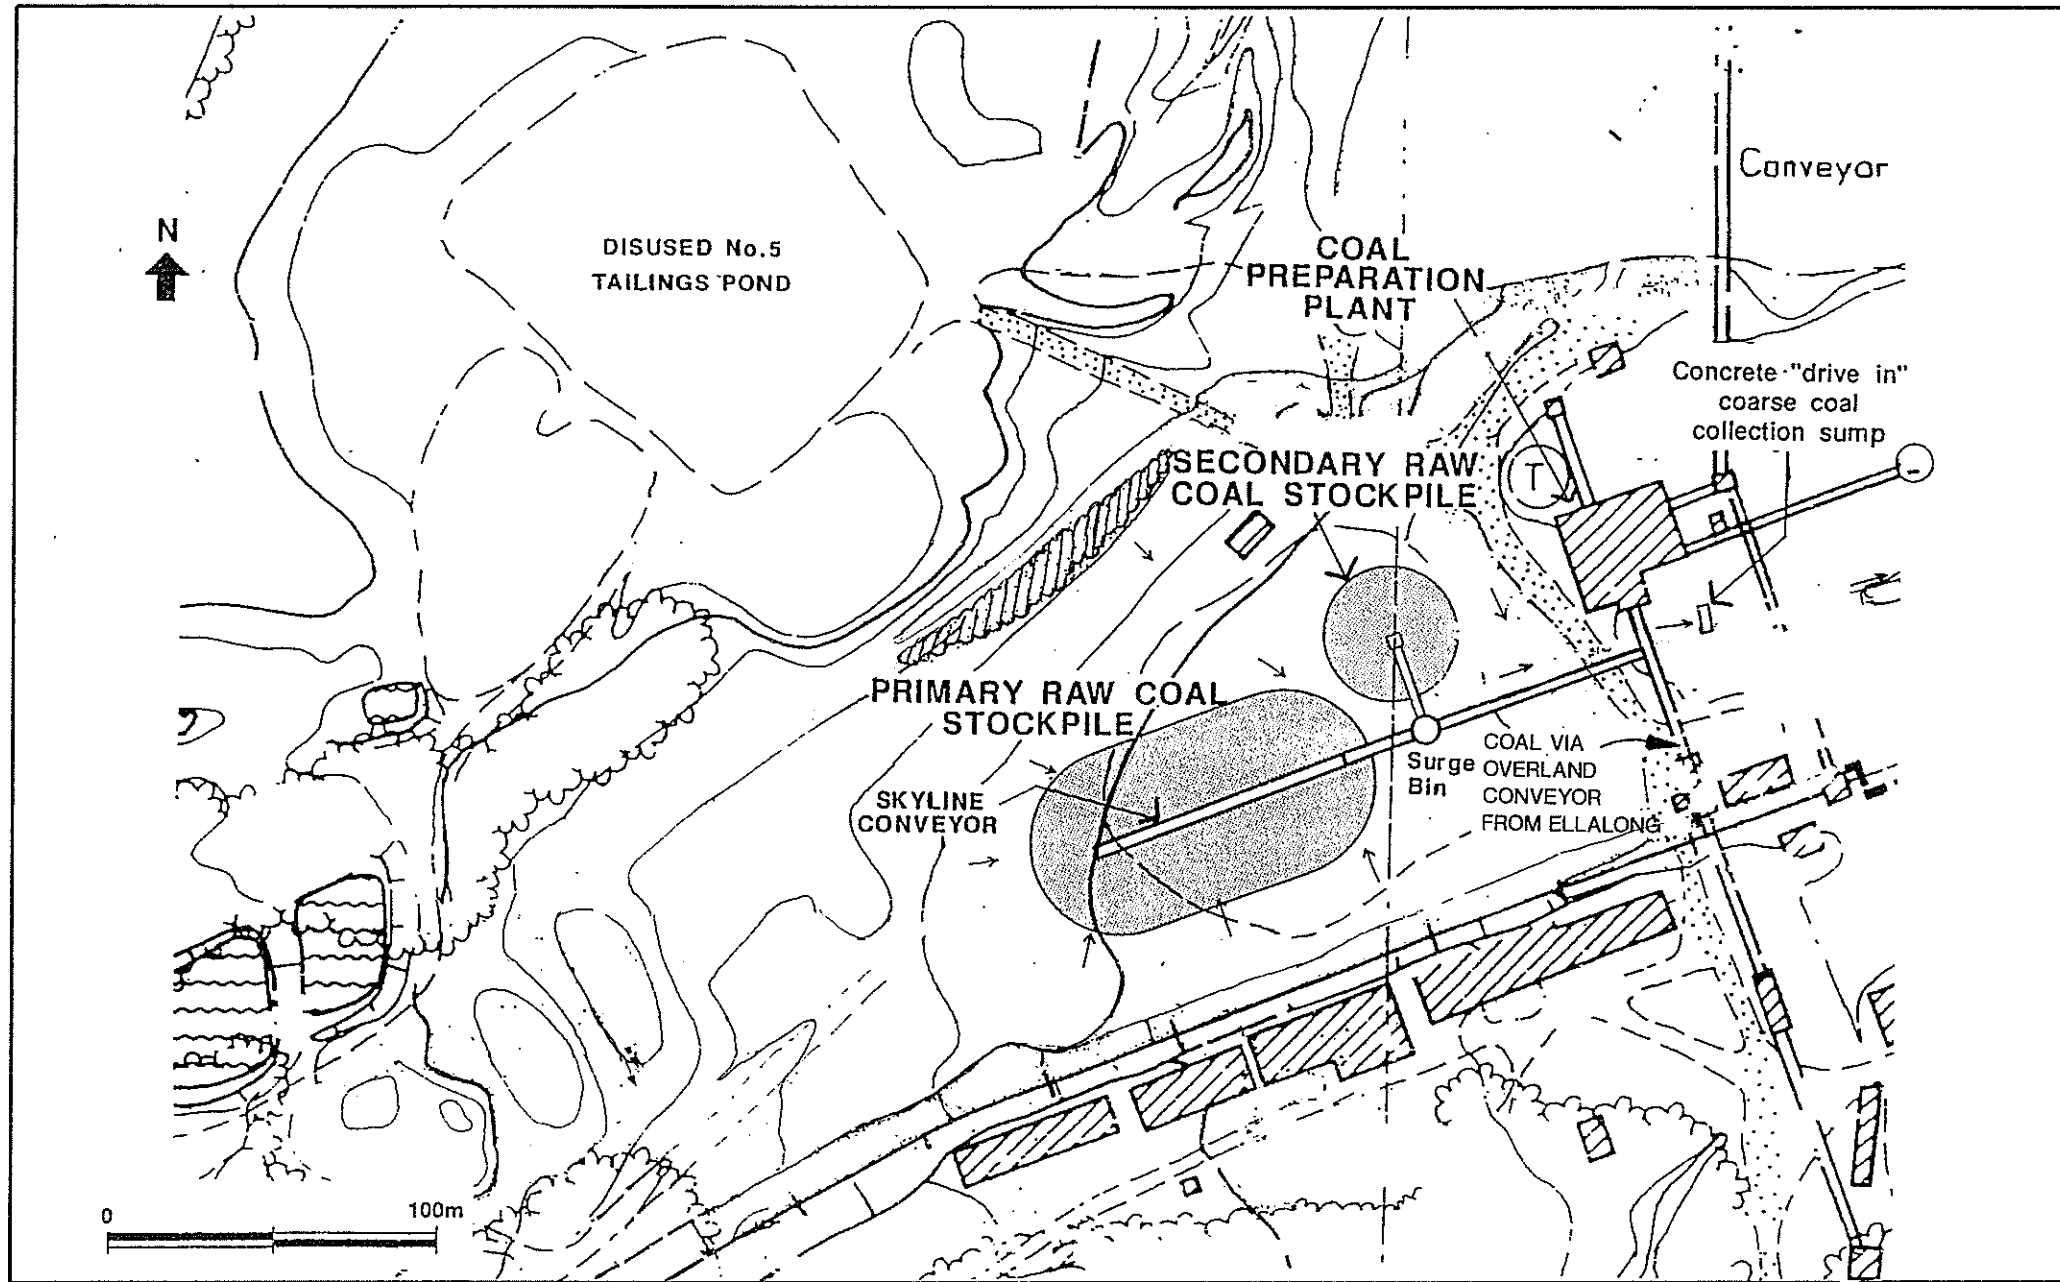 Conveyor
N
DISUSED No.5
TAILINGS POND
COAL
PREPARATION
PLANT
Concrete "drive in"
coarse coal
collection sump
SECONDARY RAW
COAL STOCKPILE
T
PRIMARY RAW COAL
STOCKPILE
SKYLINE
CONVEYOR
Surge
Bin
COAL VIA
OVERLAND
CONVEYOR
FROM ELLALONG
0
100m